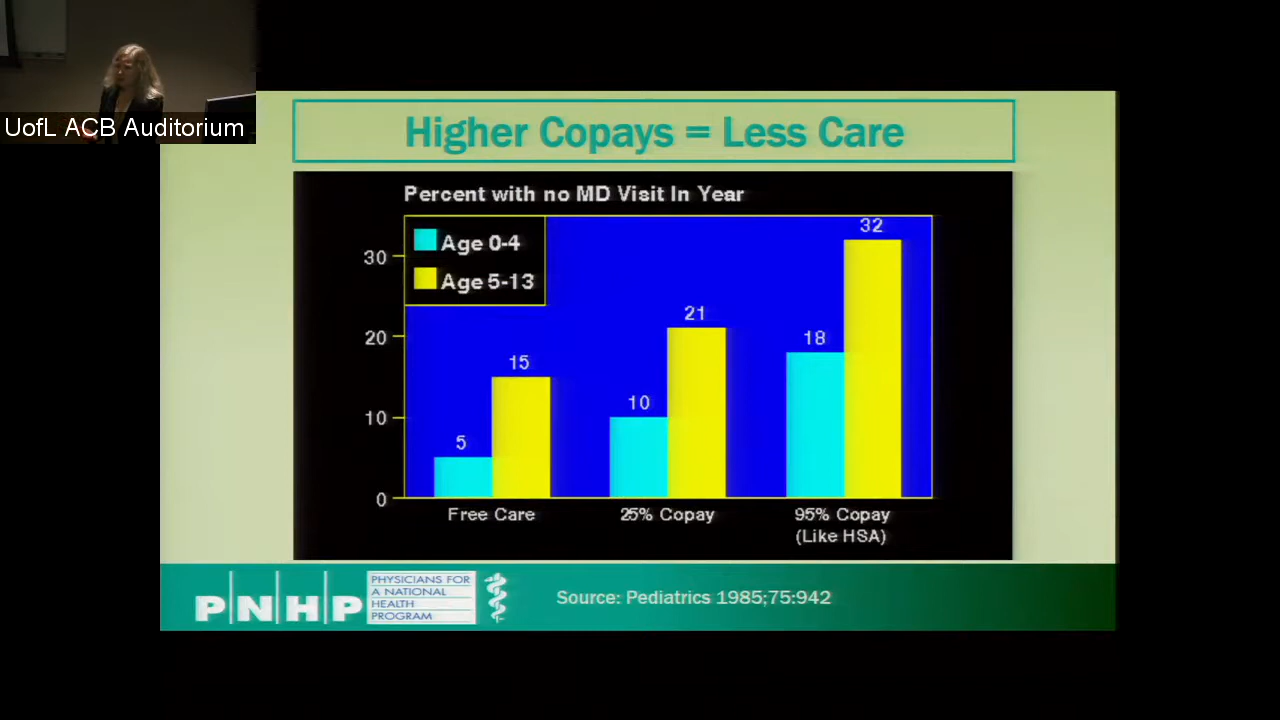 UofL ACB Auditorium
Higher Copays = Less Care
Percent with no MD Visit In Year
Age 0-4
Age 5-13
30
20
10
0
5
15
10
21
18
32
Free Care
25% Copay
95% Copay
(Like HSA)
PNHP
PHYSICIANS FOR
A NATIONAL
HEALTH
PROGRAM
Source: Pediatrics 1985;75:942